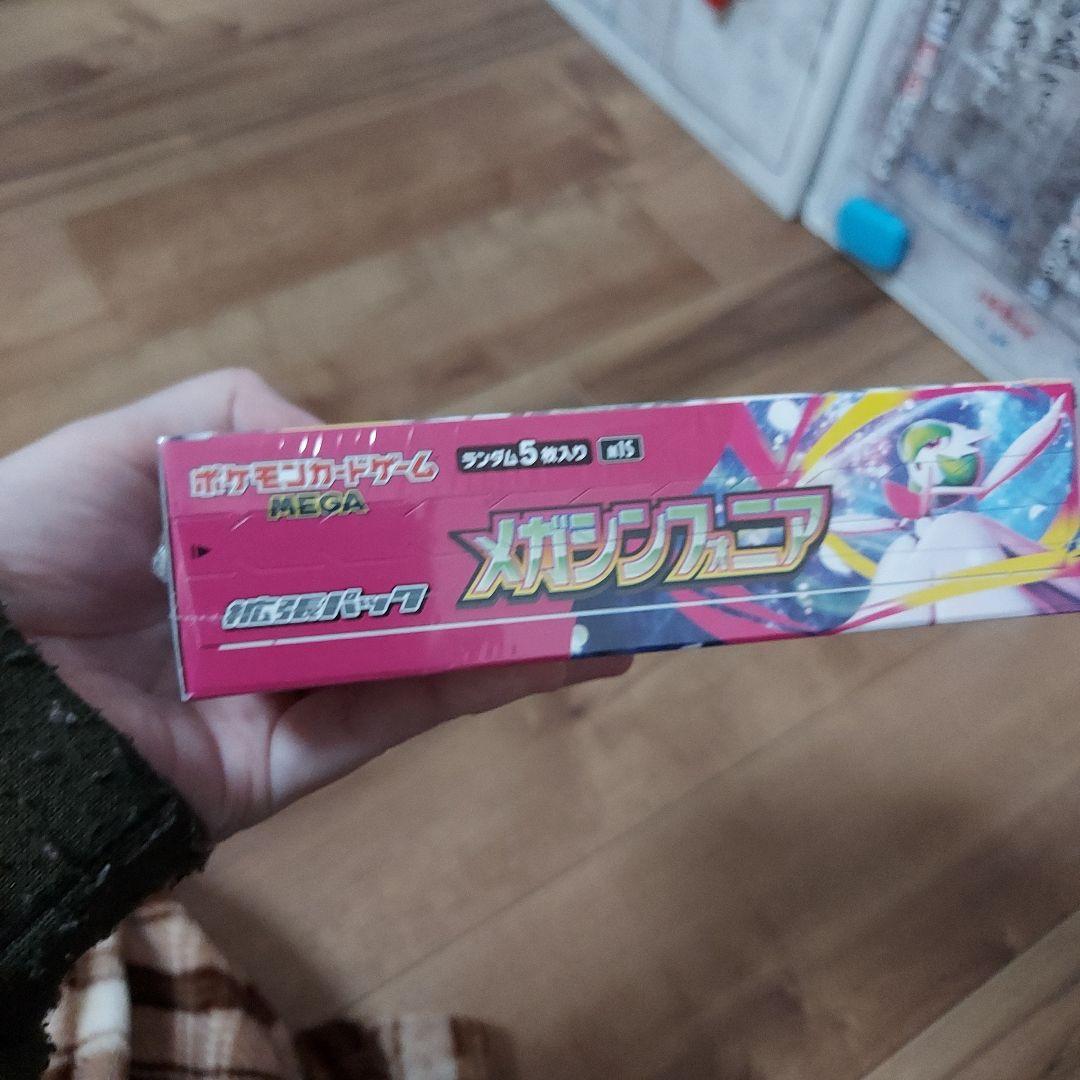 ポケモンカードゲーム
MEGA
ランダム5枚入り
m1S
メガシンフォニア
拡張パック